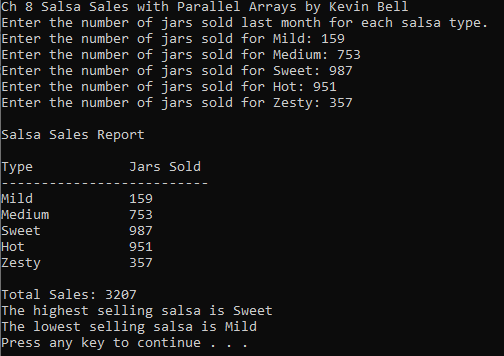 Ch 8 Salsa Sales with Parallel Arrays by Kevin Bell
Enter the number of jars sold last month for each salsa type.
Enter the number of jars sold for Mild: 159
Enter the number of jars sold for Medium: 753
Enter the number of jars sold for Sweet: 987
Enter the number of jars sold for Hot: 951
Enter the number of jars sold for Zesty: 357
Salsa Sales Report
Type            Jars Sold
--------------------------
Mild            159
Medium          753
Sweet           987
Hot             951
Zesty           357
Total Sales: 3207
The highest selling salsa is Sweet
The lowest selling salsa is Mild
Press any key to continue . . .